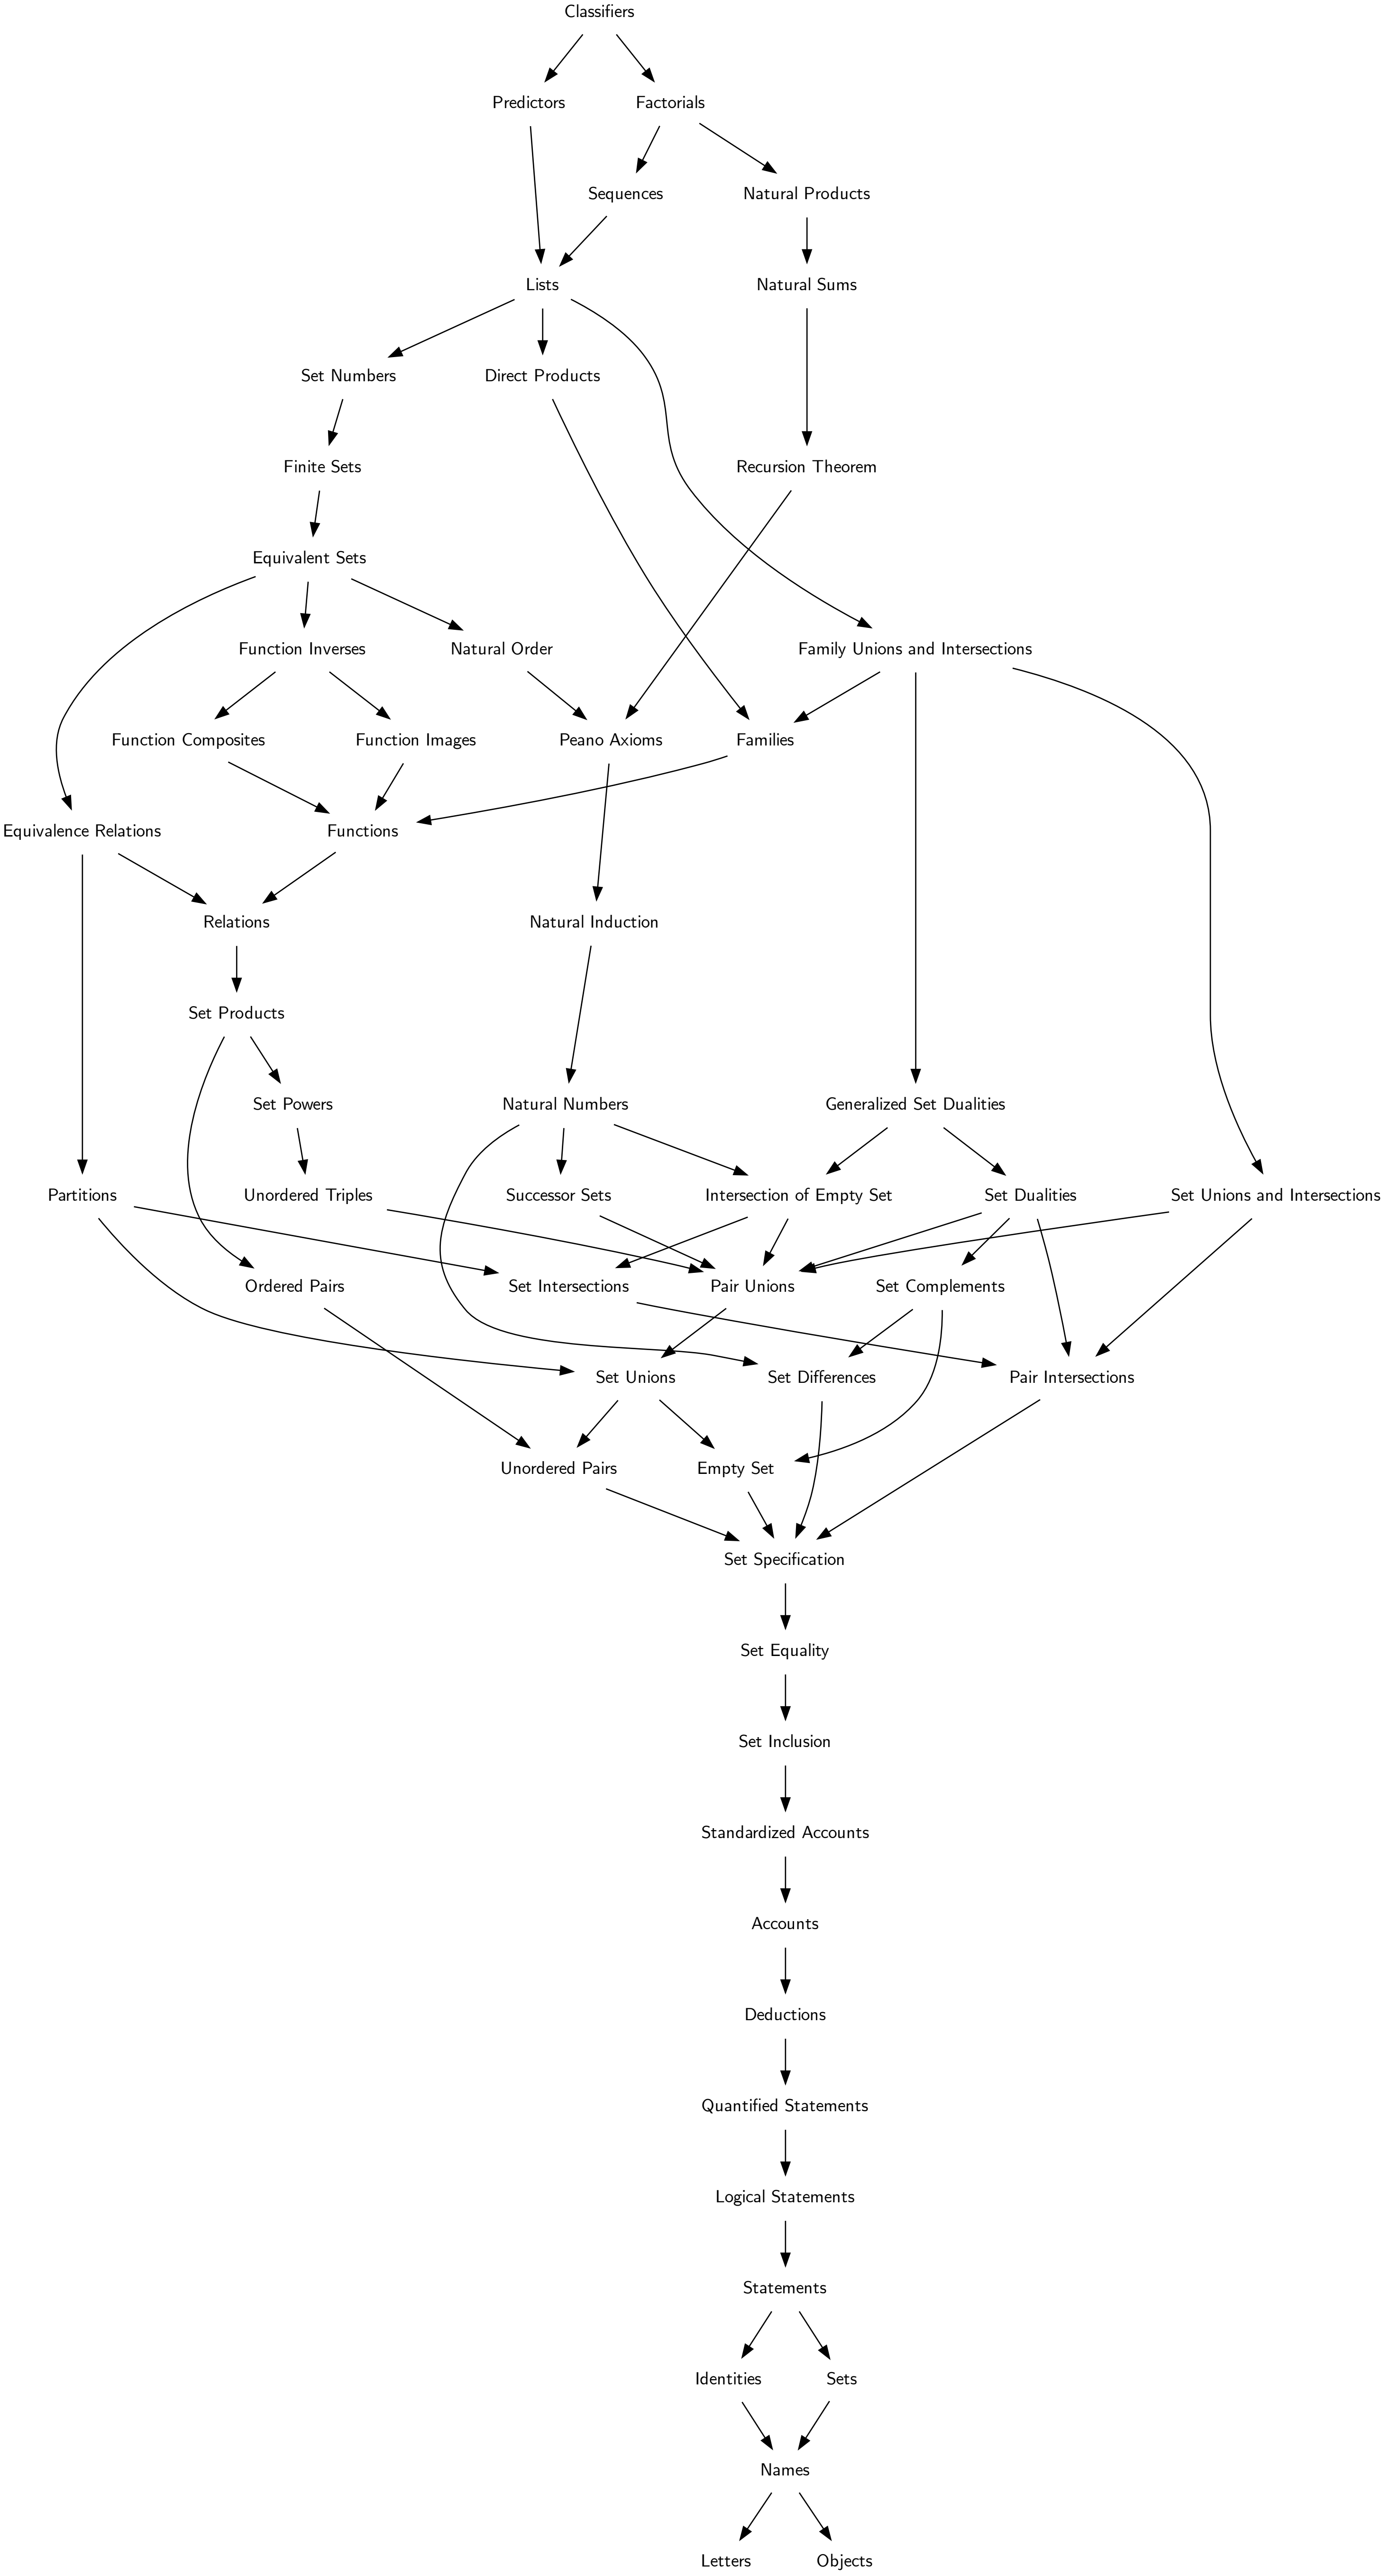 Classifiers
Predictors
Factorials
Sequences
Natural Products
Lists
Natural Sums
Set Numbers
Direct Products
Finite Sets
Recursion Theorem
Equivalent Sets
Function Inverses
Natural Order
Family Unions and Intersections
Function Composites
Function Images
Peano Axioms
Families
Equivalence Relations
Functions
Relations
Natural Induction
Set Products
Set Powers
Natural Numbers
Generalized Set Dualities
Partitions
Unordered Triples
Successor Sets
Intersection of Empty Set
Set Dualities
Set Unions and Intersections
Ordered Pairs
Set Intersections
Pair Unions
Set Complements
Set Unions
Set Differences
Pair Intersections
Unordered Pairs
Empty Set
Set Specification
Set Equality
Set Inclusion
Standardized Accounts
Accounts
Deductions
Quantified Statements
Logical Statements
Statements
Identities
Sets
Names
Letters
Objects